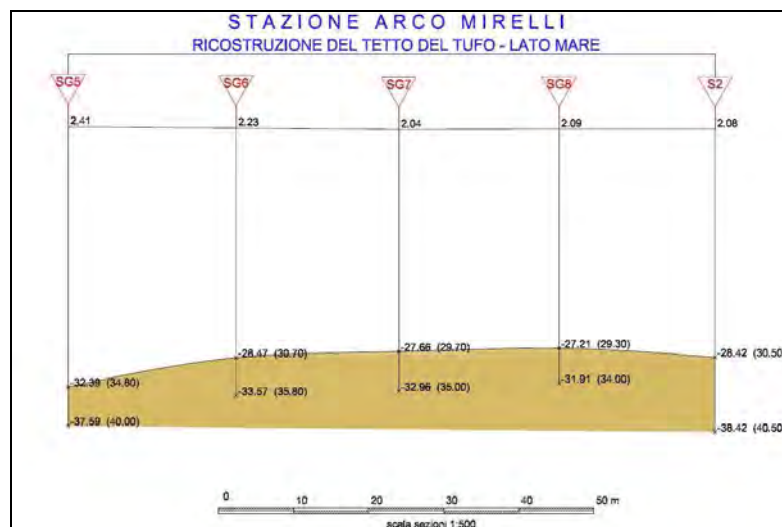 STAZIONE ARCO MIRELLI
RICOSTRUZIONE DEL TETTO DEL TUFO - LATO MARE
SG5 SG6 SG7 SG8 S2
2.41 2.23 2.04 2.09 2.08
-32.39 (34.80) -28.47 (30.70) -27.66 (29.70) -27.21 (29.30) -28.42 (30.50
-37.59 (40.00) -33.57 (35.80) -32.96 (35.00) -31.91 (34.00) -38.42 (40.50
0 10 20 30 40 50 m
scala sezioni 1:500